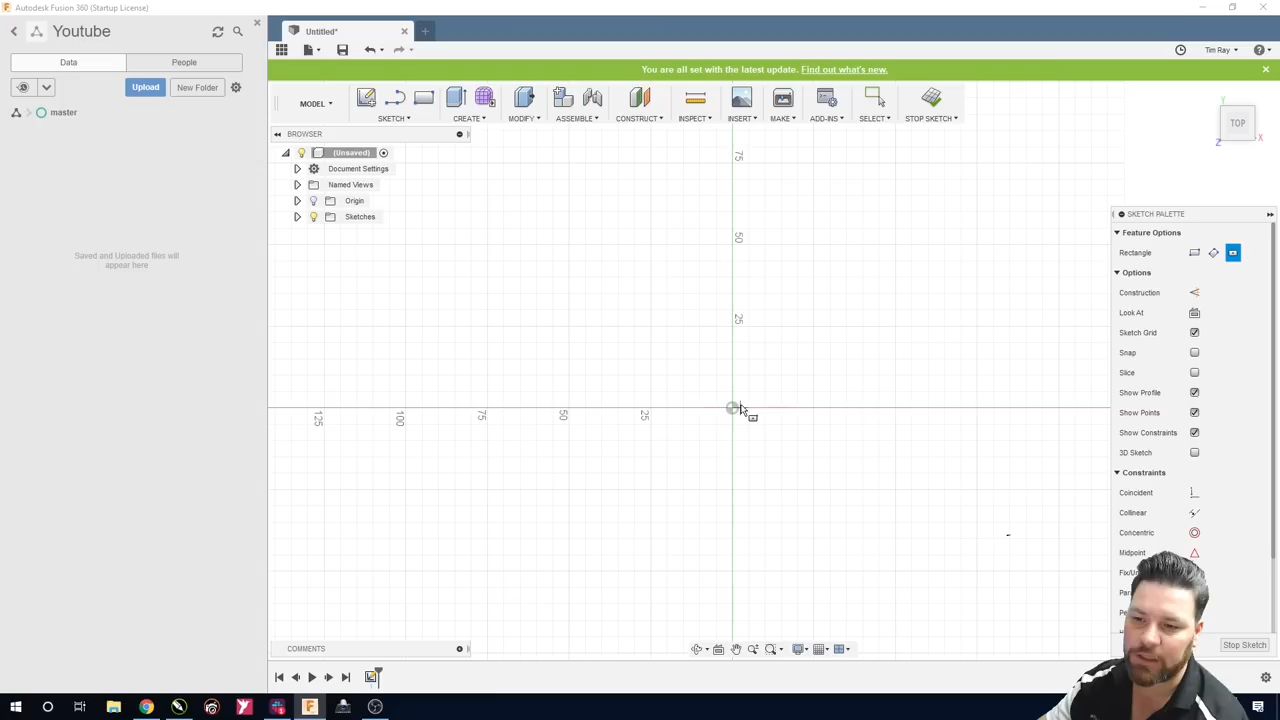 Autodesk Fusion 360 (Startup License)
Youtube
Data
People
Upload
New Folder
master
Saved and Uploaded files will
appear here
Untitled*
Tim Ray
You are all set with the latest update. Find out what's new.
MODEL
SKETCH
CREATE
MODIFY
ASSEMBLE
CONSTRUCT
INSPECT
INSERT
MAKE
ADD-INS
SELECT
STOP SKETCH
BROWSER
(Unsaved)
Document Settings
Named Views
Origin
Sketches
75
50
25
125
100
75
50
25
Y
TOP
X
Z
SKETCH PALETTE
Feature Options
Rectangle
Options
Construction
Look At
Sketch Grid
Snap
Slice
Show Profile
Show Points
Show Constraints
3D Sketch
Constraints
Coincident
Collinear
Concentric
Midpoint
Stop Sketch
COMMENTS